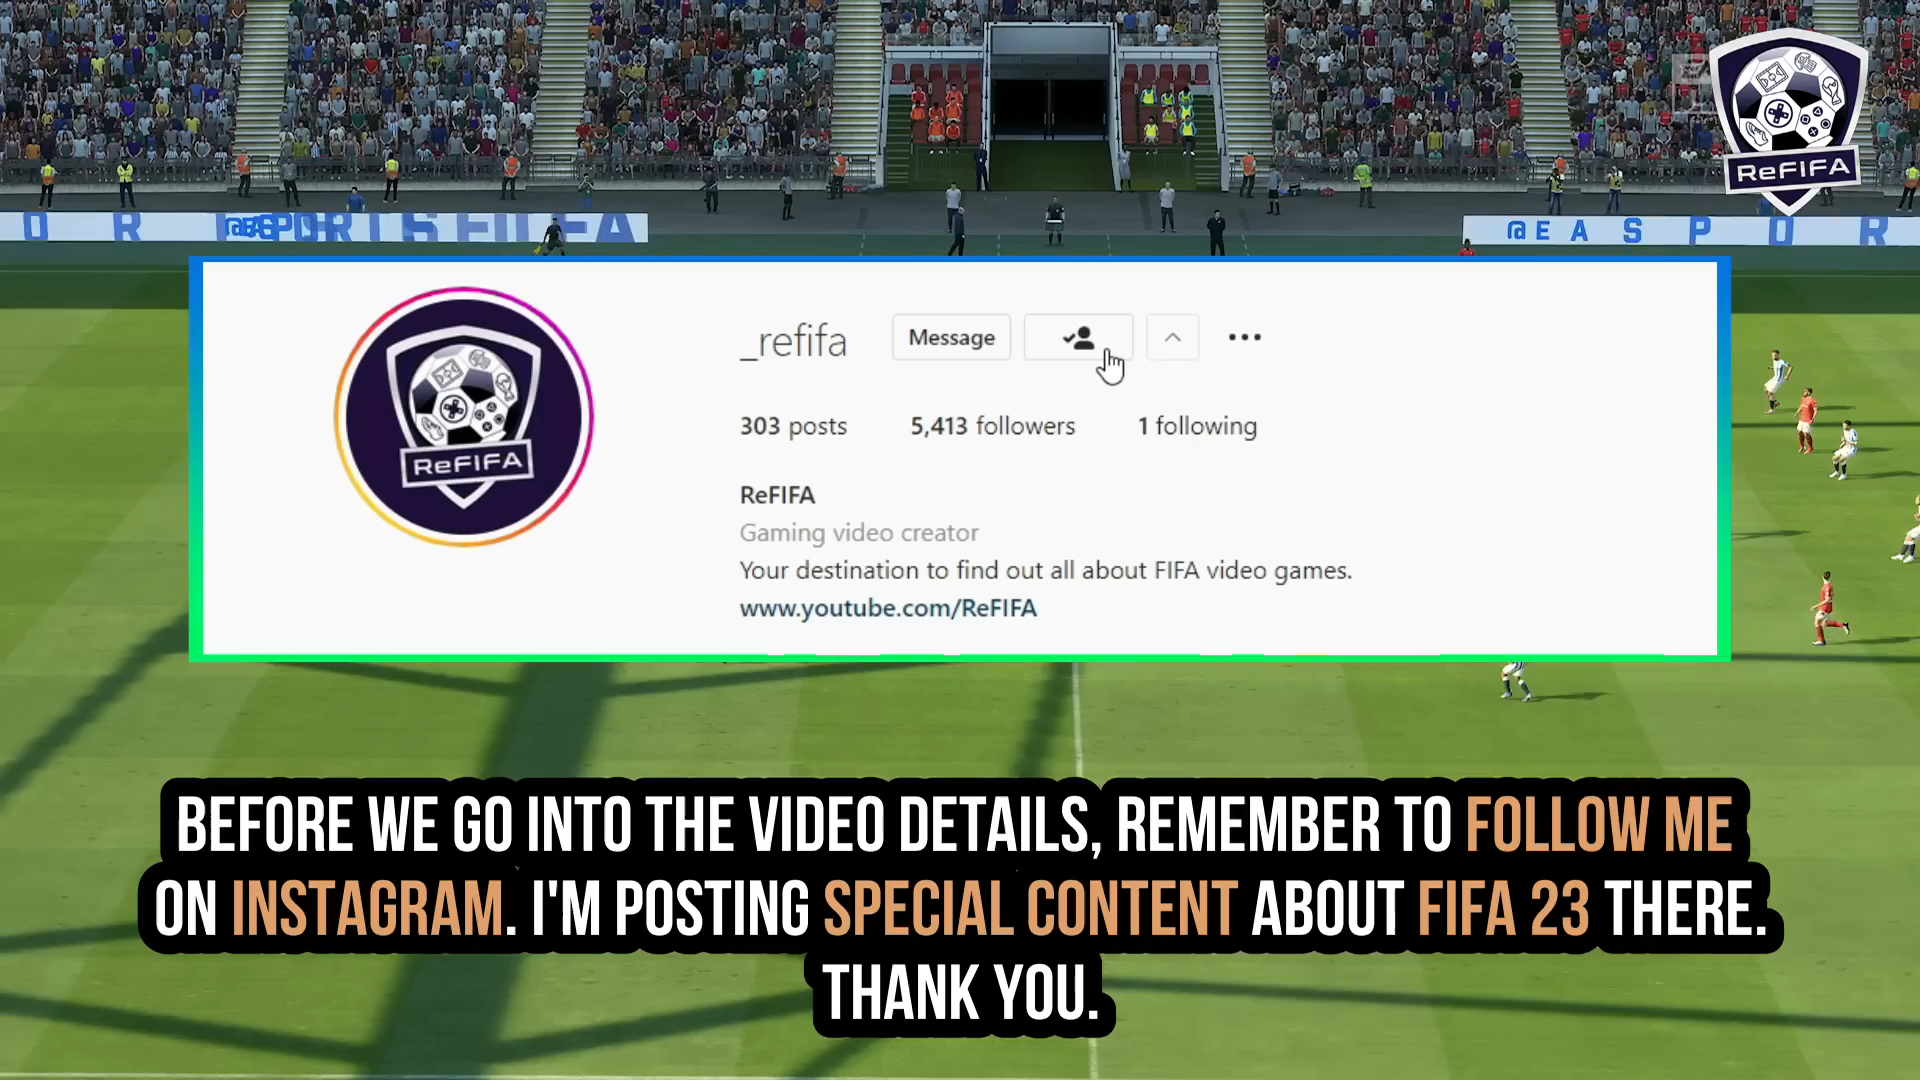 ReFIFA
O R
@EASPORTSFIFA
@EASPOR
_refifa
Message
303 posts
5,413 followers
1 following
ReFIFA
ReFIFA
Gaming video creator
Your destination to find out all about FIFA video games.
www.youtube.com/ReFIFA
BEFORE WE GO INTO THE VIDEO DETAILS, REMEMBER TO FOLLOW ME
ON INSTAGRAM. I'M POSTING SPECIAL CONTENT ABOUT FIFA 23 THERE.
THANK YOU.